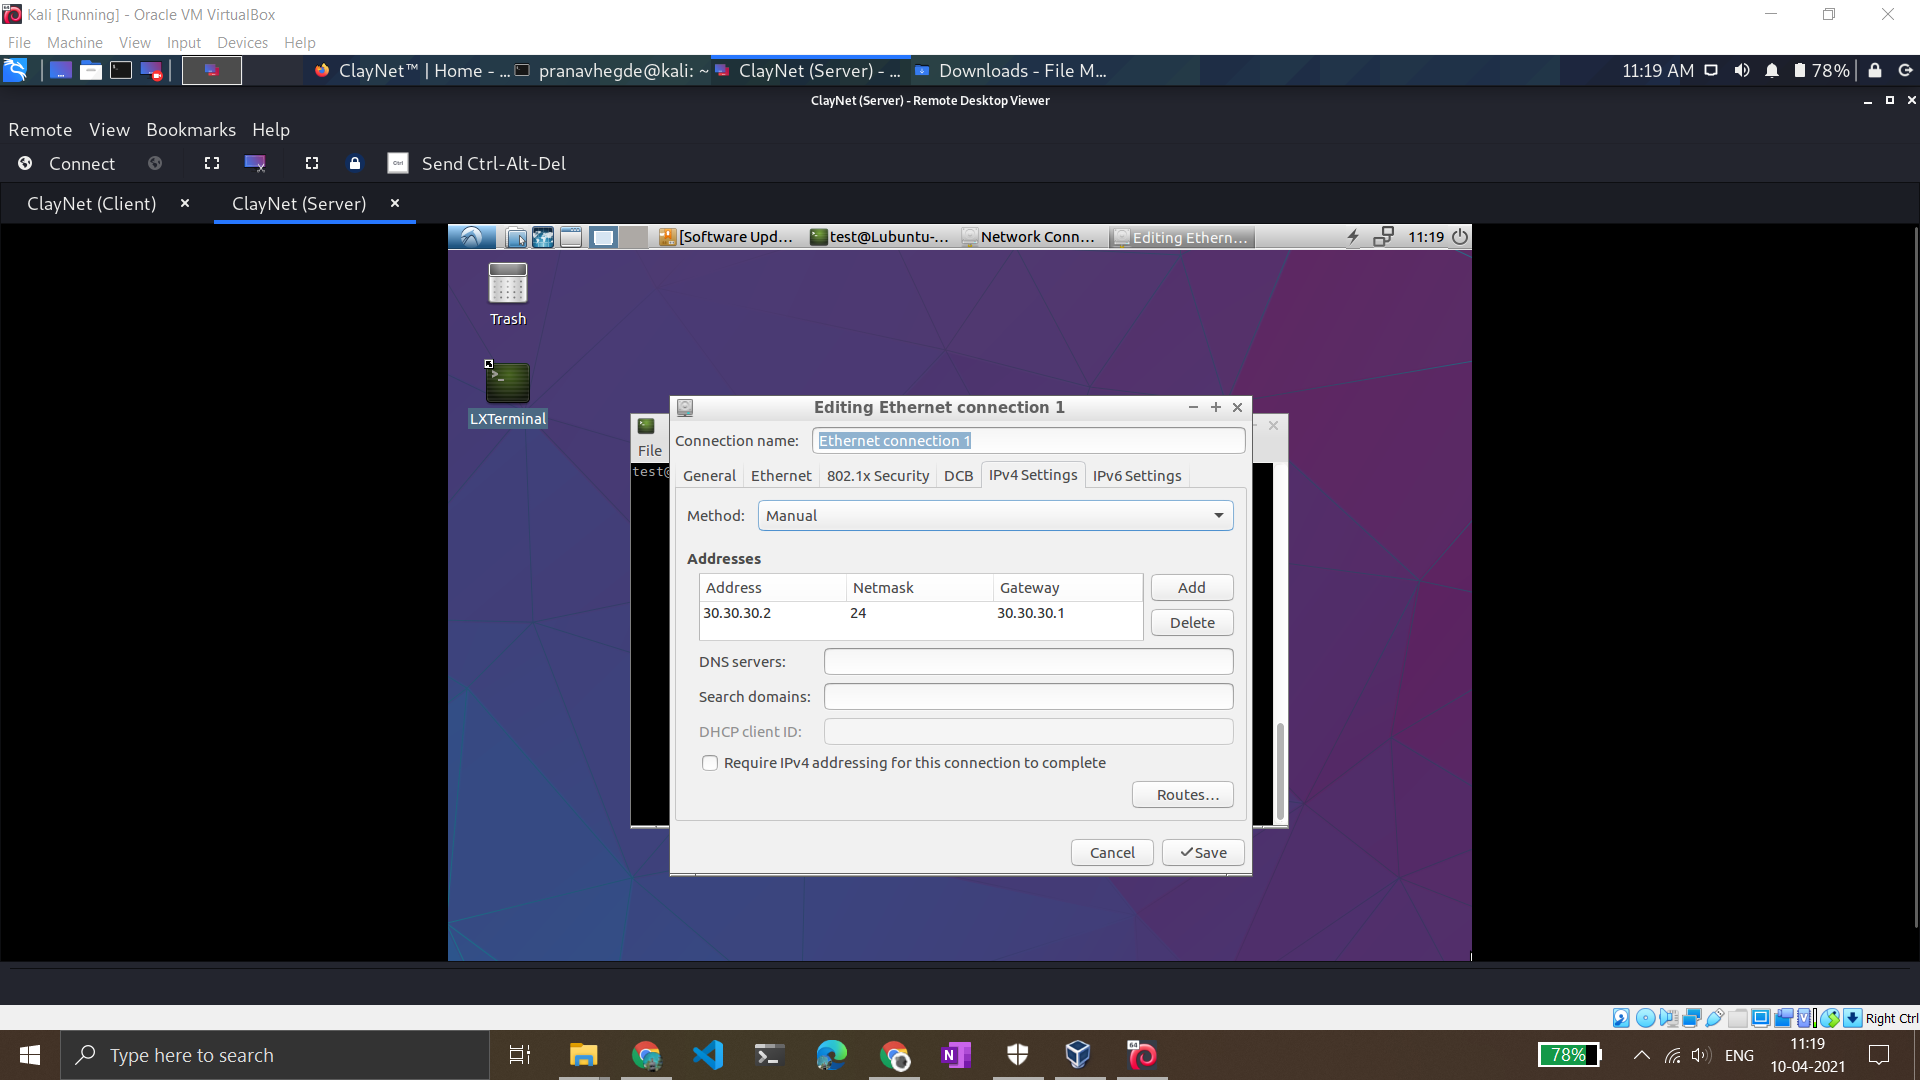 Kali [Running] - Oracle VM VirtualBox
File Machine View Input Devices Help
ClayNet™ | Home - ... pranavhegde@kali: ~ ClayNet (Server) - ... Downloads - File M... 11:19 AM 78%
ClayNet (Server) - Remote Desktop Viewer
Remote View Bookmarks Help
Connect Send Ctrl-Alt-Del
ClayNet (Client) ClayNet (Server)
[Software Upd... test@Lubuntu-... Network Conn... Editing Ethern... 11:19
Trash
LXTerminal
Editing Ethernet connection 1
File
test@
Connection name: Ethernet connection 1
General Ethernet 802.1x Security DCB IPv4 Settings IPv6 Settings
Method: Manual
Addresses
Address Netmask Gateway Add
30.30.30.2 24 30.30.30.1
Delete
DNS servers:
Search domains:
DHCP client ID:
Require IPv4 addressing for this connection to complete
Routes...
Cancel Save
Right Ctrl
Type here to search
78% ENG 11:19
10-04-2021